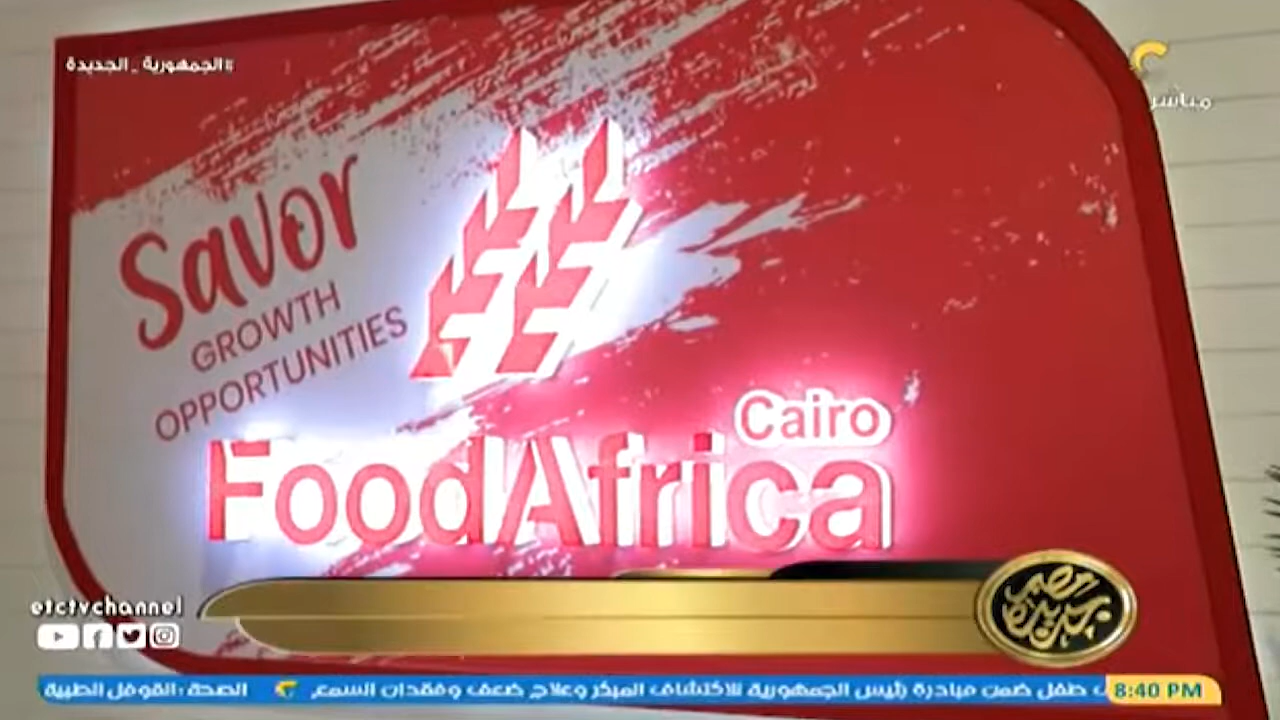 #الجمهورية_الجديدة
مباشر
Savor
GROWTH
OPPORTUNITIES
Cairo
FoodAfrica
etctvchannel
طفل ضمن مبادرة رئيس الجمهورية للاكتشاف المبكر وعلاج ضعف وفقدان السمع
الصحة: القوافل الطبية
8:40 PM